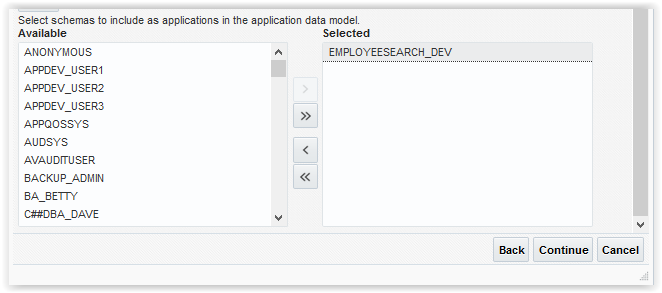 Select schemas to include as applications in the application data model.
Available
Selected
ANONYMOUS
APPDEV_USER1
APPDEV_USER2
APPDEV_USER3
APPQOSSYS
AUDSYS
AVAUDITUSER
BACKUP_ADMIN
BA_BETTY
C##DBA_DAVE
EMPLOYEESEARCH_DEV
Back Continue Cancel